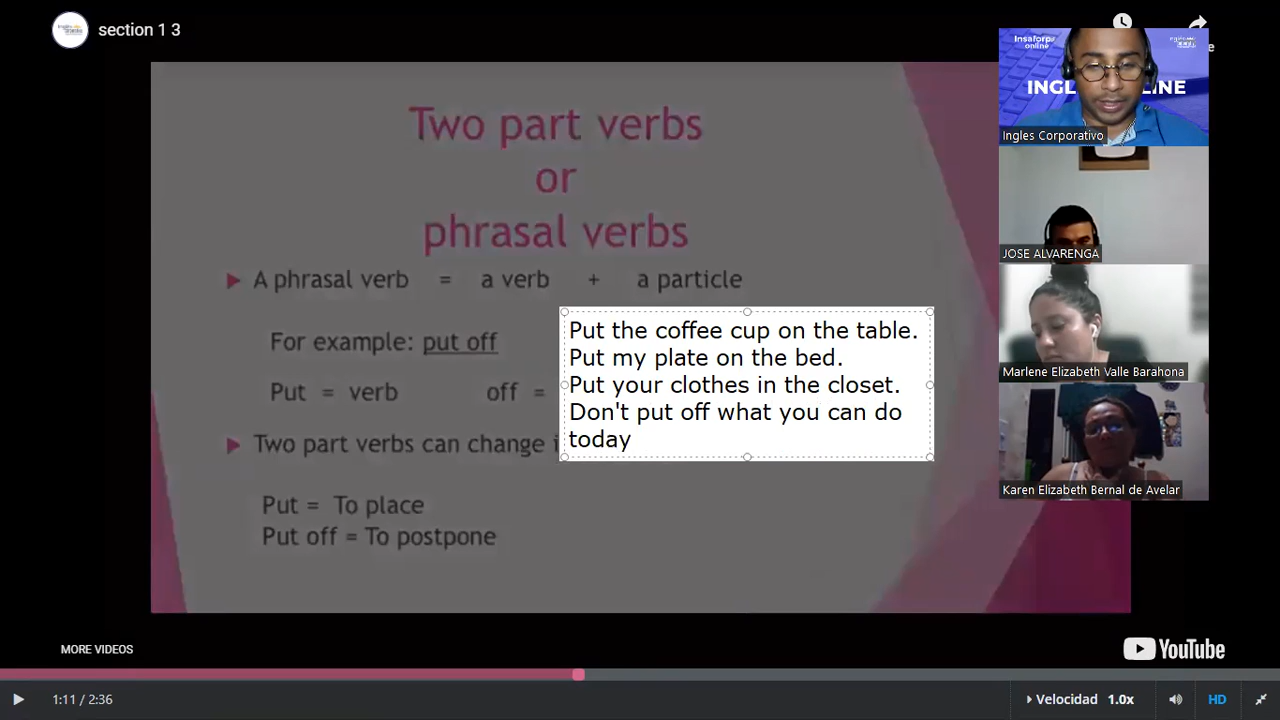 section 1 3
Two part verbs
or
phrasal verbs
A phrasal verb = a verb + a particle
For example: put off
Put = verb off =
Two part verbs can change i
Put = To place
Put off = To postpone
Put the coffee cup on the table.
Put my plate on the bed.
Put your clothes in the closet.
Don't put off what you can do
today
Insaforp
online
INGL LINE
Ingles Corporativo
JOSE ALVARENGA
Marlene Elizabeth Valle Barahona
Karen Elizabeth Bernal de Avelar
MORE VIDEOS
YouTube
1:11 / 2:36
Velocidad 1.0x
HD